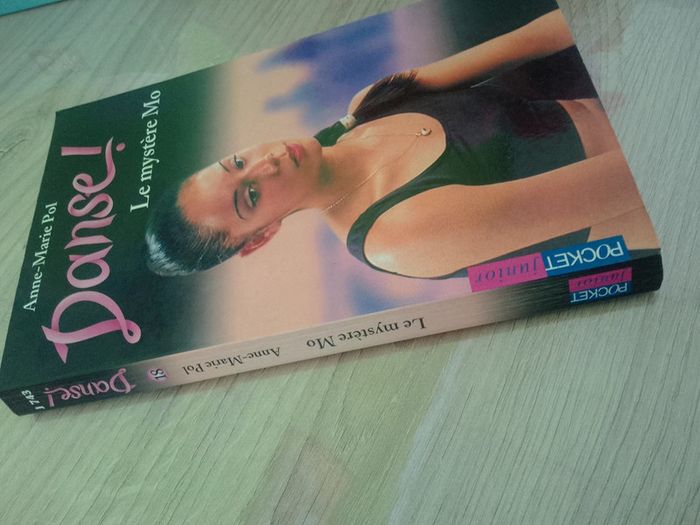 Anne-Marie Pol
Danse!
Le mystère Mo
POCKET
junior
J 743
Danse!
18
Anne-Marie Pol
Le mystère Mo
POCKET
junior